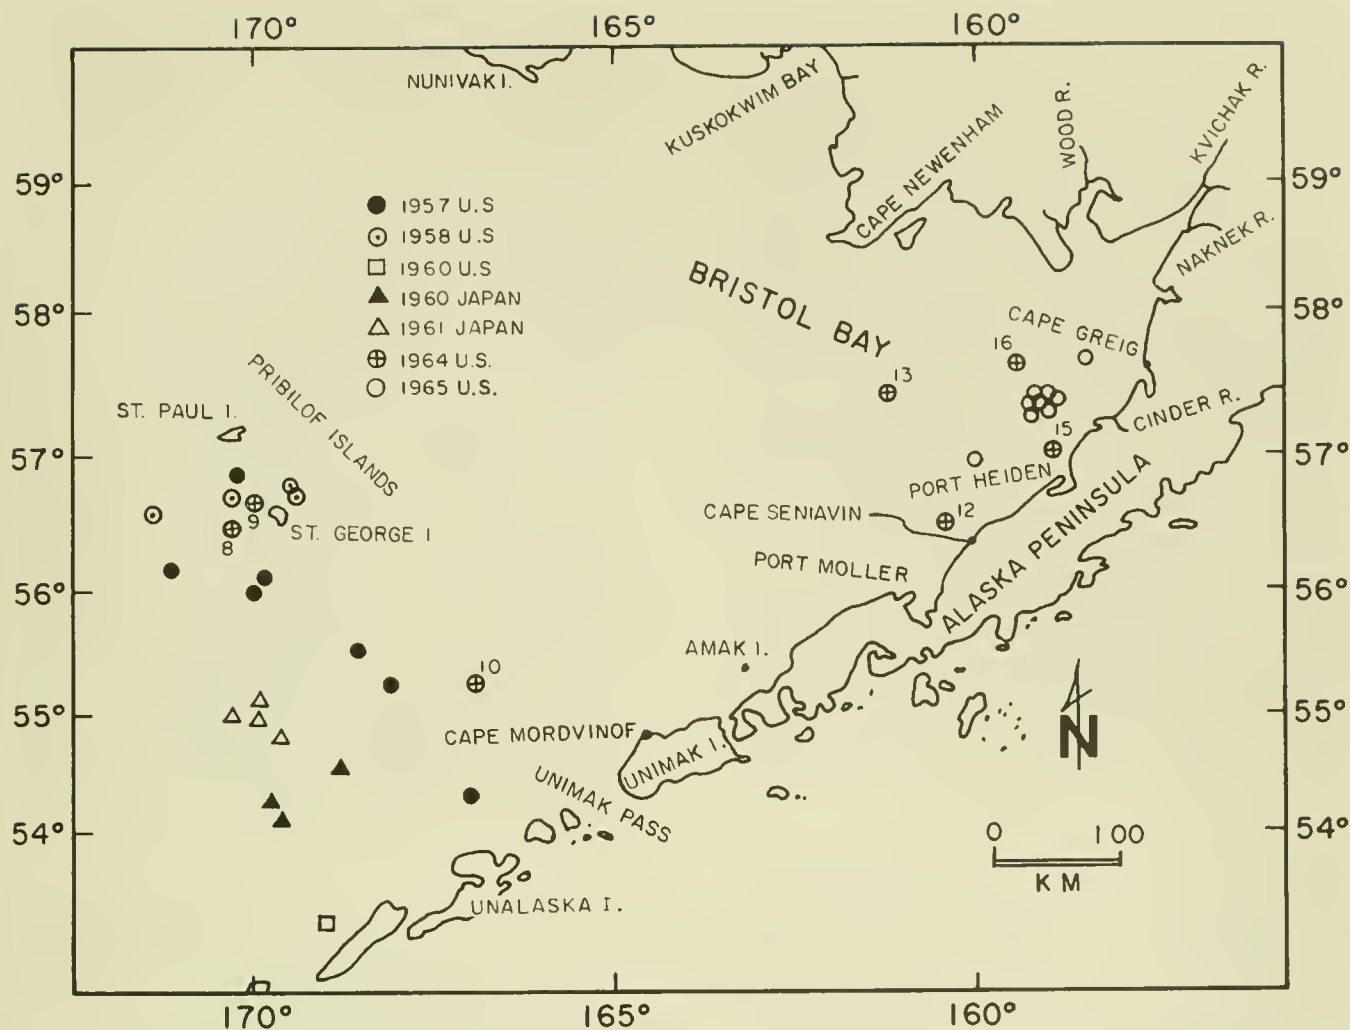 170° 165° 160°
NUNIVAK I.
KUSKOKWIM BAY
CAPE NEWENHAM
WOOD R.
KVICHAK R.
NAKNEK R.
59° 59°
1957 U.S
1958 U.S
1960 U.S
1960 JAPAN
1961 JAPAN
1964 U.S.
1965 U.S.
BRISTOL BAY
58° 58°
CAPE GREIG
16
13
PRIBILOF ISLANDS
ST. PAUL I.
CINDER R.
15
57° 57°
PORT HEIDEN
9
8
ST. GEORGE I
CAPE SENIAVIN
12
ALASKA PENINSULA
PORT MOLLER
56° 56°
AMAK I.
10
55° 55°
CAPE MORDVINOF
UNIMAK I.
N
UNIMAK PASS
54° 54°
0 100
KM
UNALASKA I.
170° 165° 160°